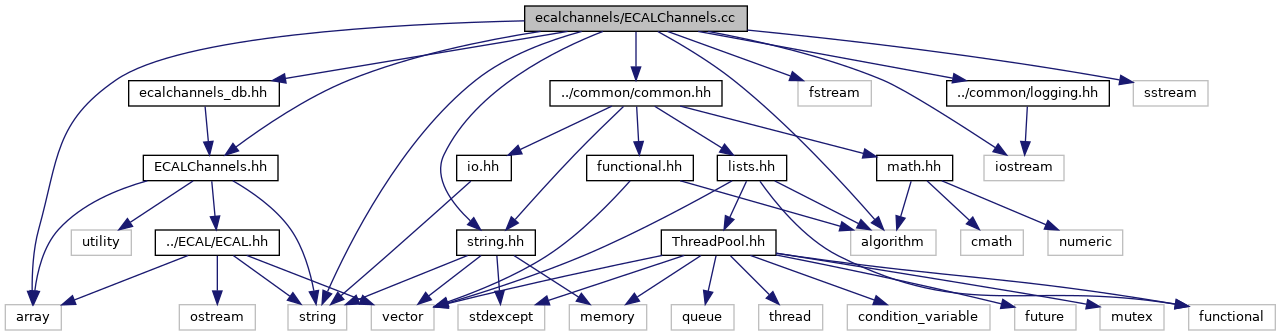 ecalchannels/ECALChannels.cc
ecalchannels_db.hh
../common/common.hh
fstream
../common/logging.hh
sstream
ECALChannels.hh
io.hh
functional.hh
lists.hh
math.hh
iostream
utility
../ECAL/ECAL.hh
string.hh
ThreadPool.hh
algorithm
cmath
numeric
array
ostream
string
vector
stdexcept
memory
queue
thread
condition_variable
future
mutex
functional